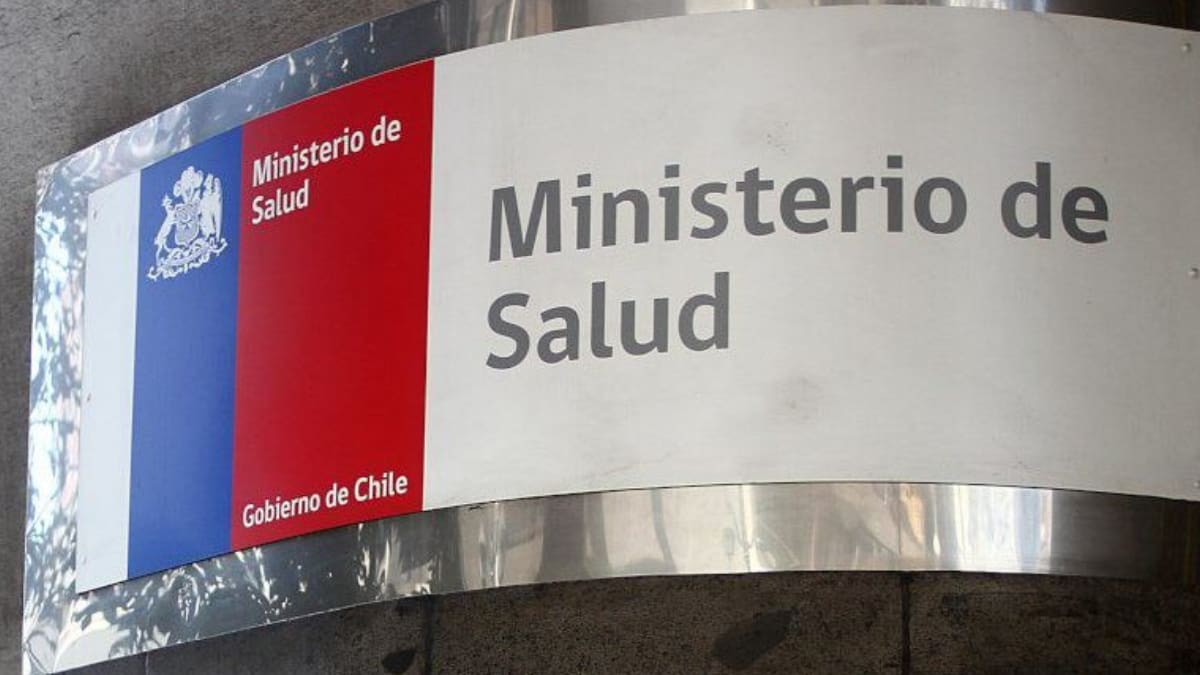 Ministerio de
Salud
Gobierno de Chile
Ministerio de
Salud